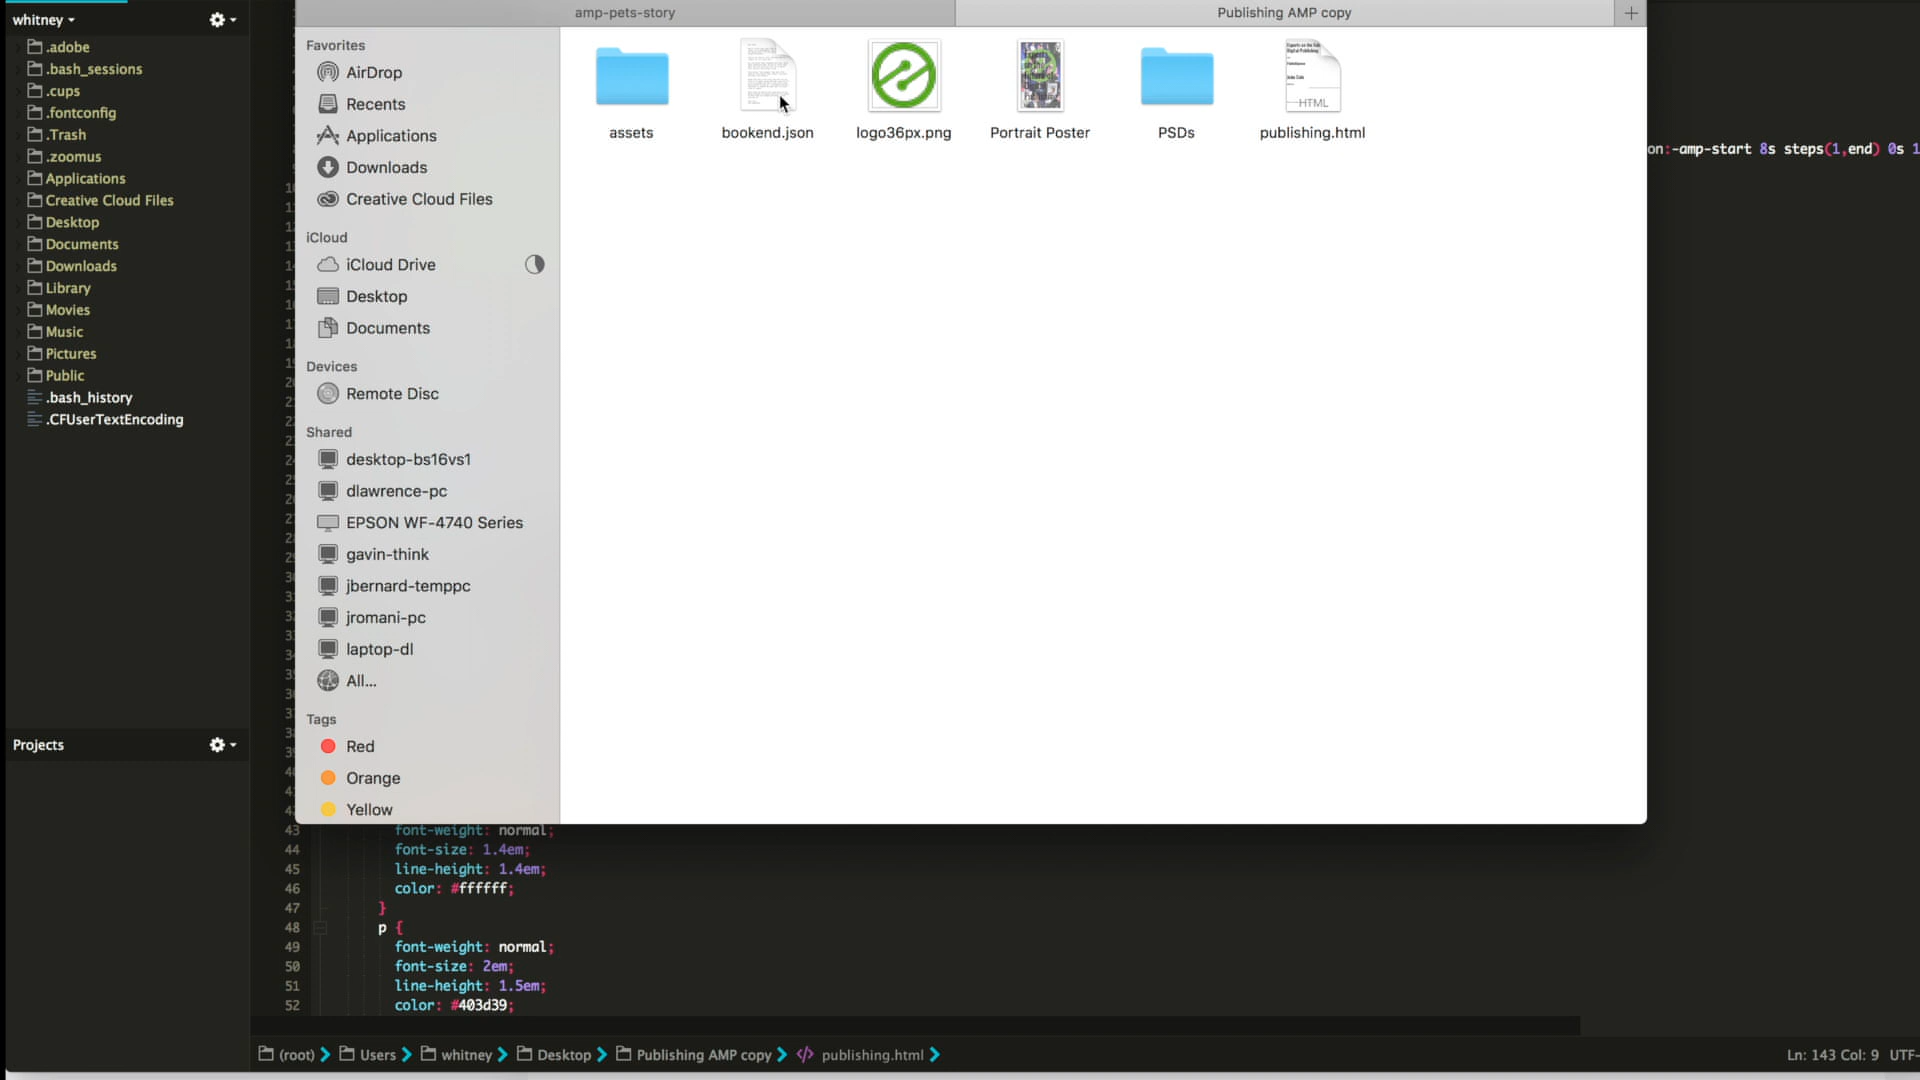 whitney
.adobe
.bash_sessions
.cups
.fontconfig
.Trash
.zoomus
Applications
Creative Cloud Files
Desktop
Documents
Downloads
Library
Movies
Music
Pictures
Public
.bash_history
.CFUserTextEncoding
Projects
amp-pets-story
Publishing AMP copy
Favorites
AirDrop
Recents
Applications
Downloads
Creative Cloud Files
iCloud
iCloud Drive
Desktop
Documents
Devices
Remote Disc
Shared
desktop-bs16vs1
dlawrence-pc
EPSON WF-4740 Series
gavin-think
jbernard-temppc
jromani-pc
laptop-dl
All...
Tags
Red
Orange
Yellow
assets
bookend.json
logo36px.png
Portrait Poster
PSDs
HTML
publishing.html
on:-amp-start 8s steps(1,end) 0s 1
43 font-weight: normal;
44 font-size: 1.4em;
45 line-height: 1.4em;
46 color: #ffffff;
47 }
48 p {
49 font-weight: normal;
50 font-size: 2em;
51 line-height: 1.5em;
52 color: #403d39;
(root) Users whitney Desktop Publishing AMP copy </> publishing.html
Ln: 143 Col: 9 UTF-